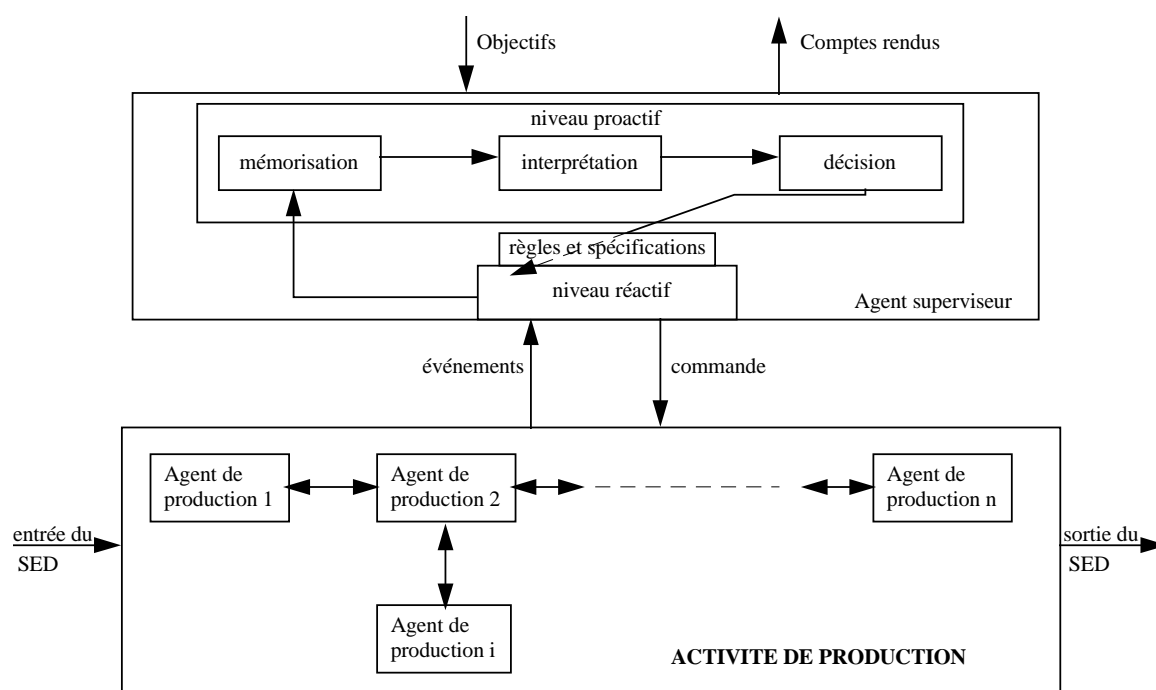 Objectifs
Comptes rendus
niveau proactif
mémorisation
interprétation
décision
règles et spécifications
niveau réactif
Agent superviseur
événements
commande
Agent de
production 1
Agent de
production 2
Agent de
production n
entrée du
SED
sortie du
SED
Agent de
production i
ACTIVITE DE PRODUCTION